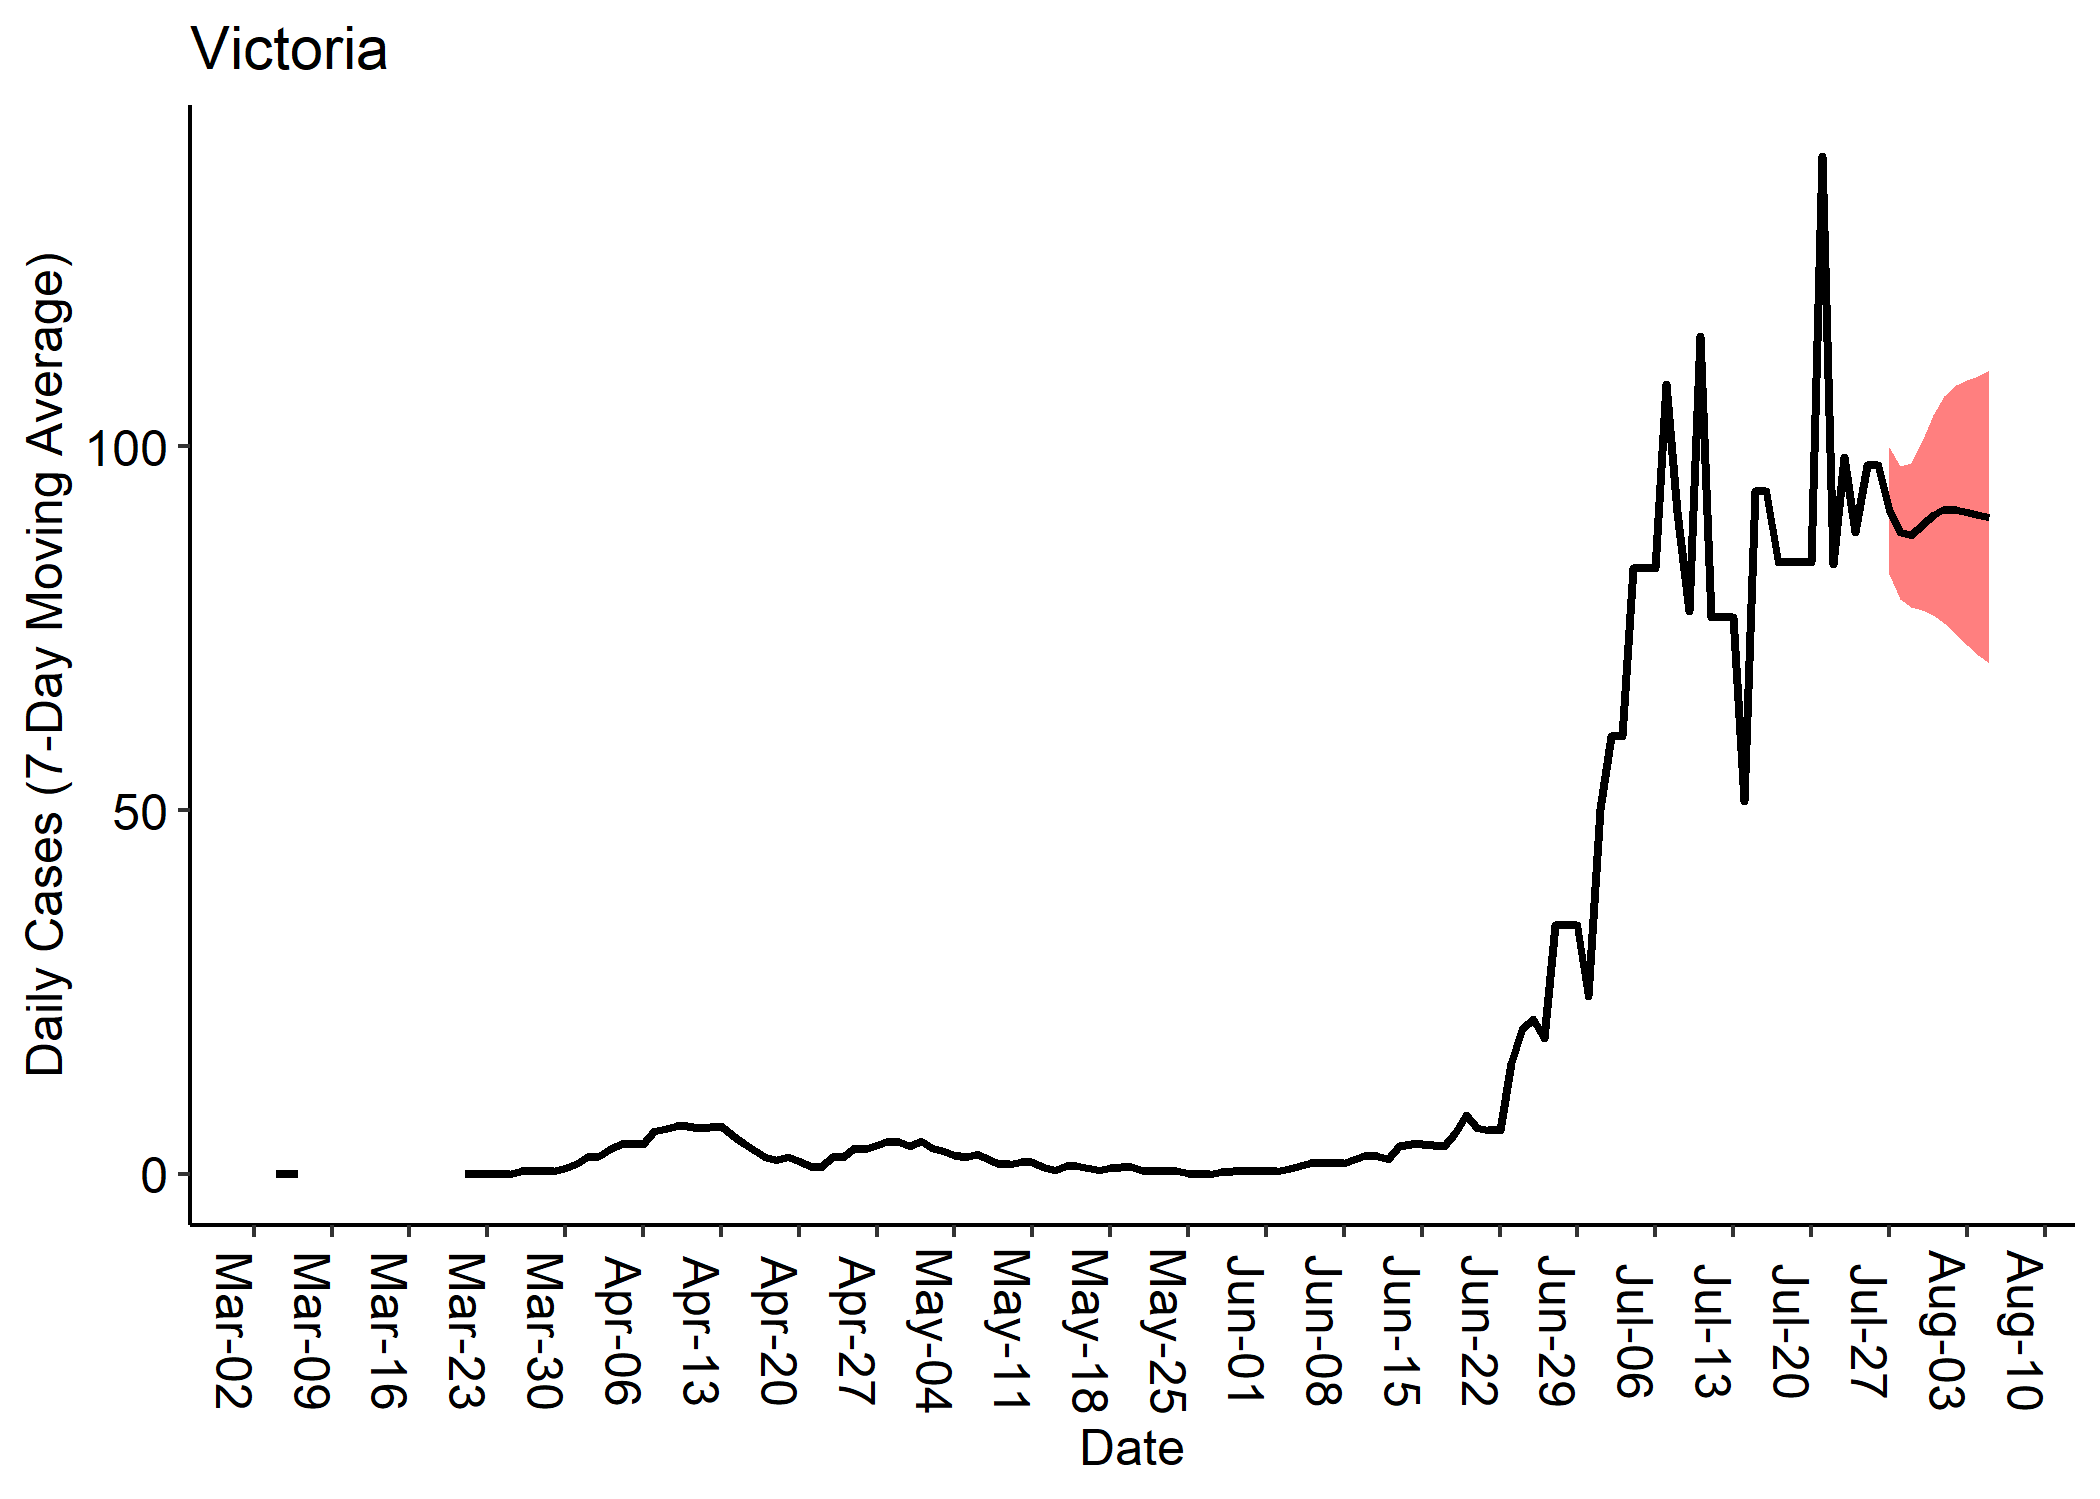 Victoria
Daily Cases (7-Day Moving Average)
100
50
0
Mar-02
Mar-09
Mar-16
Mar-23
Mar-30
Apr-06
Apr-13
Apr-20
Apr-27
May-04
May-11
May-18
May-25
Jun-01
Jun-08
Jun-15
Jun-22
Jun-29
Jul-06
Jul-13
Jul-20
Jul-27
Aug-03
Aug-10
Date